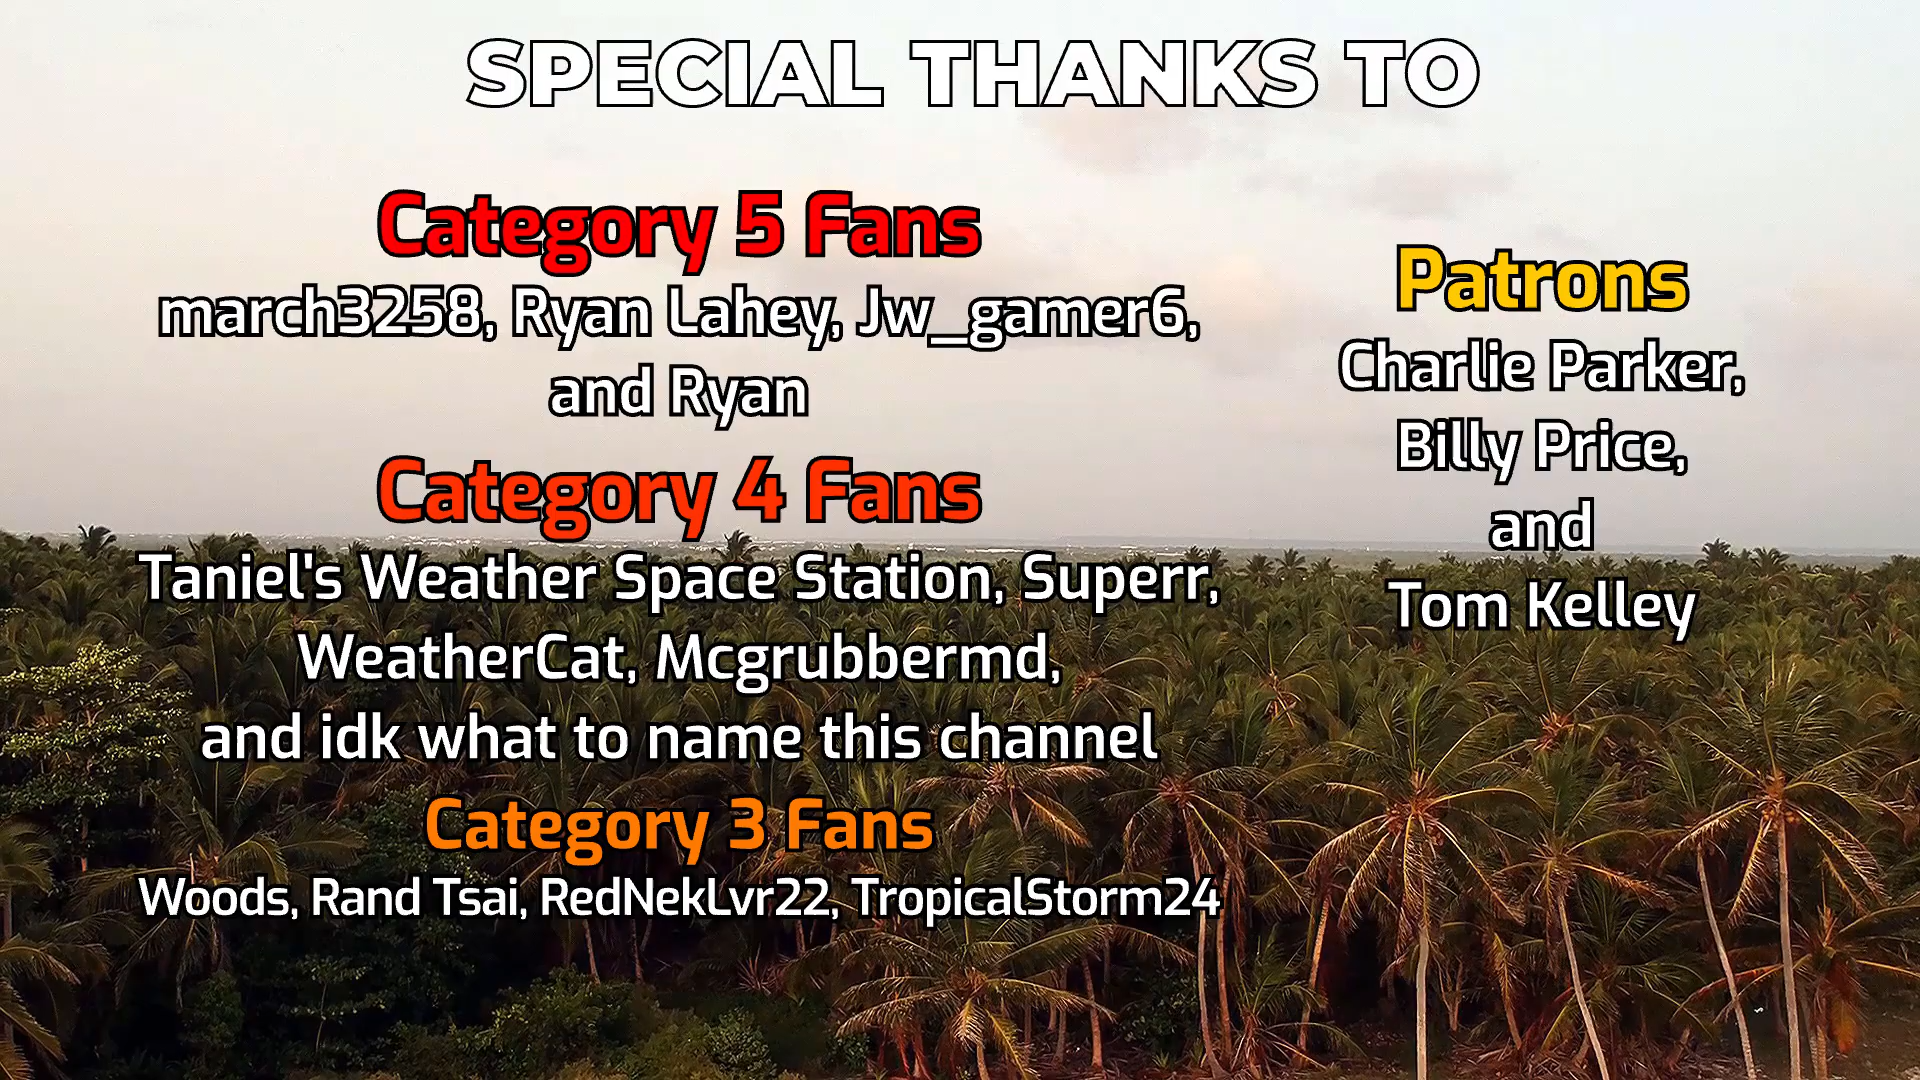 SPECIAL THANKS TO
Category 5 Fans
march3258, Ryan Lahey, Jw_gamer6,
and Ryan
Category 4 Fans
Taniel's Weather Space Station, Superr,
WeatherCat, Mcgrubbermd,
and idk what to name this channel
Category 3 Fans
Woods, Rand Tsai, RedNekLvr22, TropicalStorm24
Patrons
Charlie Parker,
Billy Price,
and
Tom Kelley